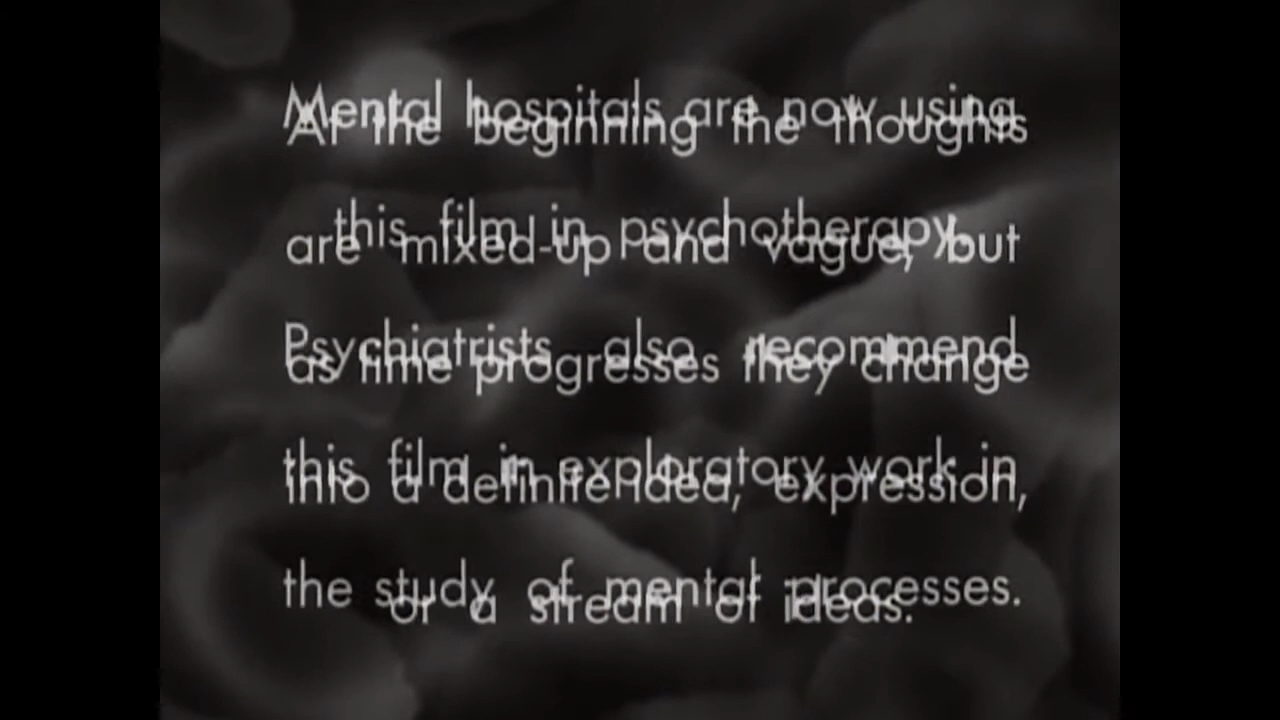 Mental hospitals are now using
At the beginning the thoughts
this film in psychotherapy.
are mixed-up and vague, but
Psychiatrists also recommend
as time progresses they change
this film in exploratory work in
into a definite idea, expression,
the study of mental processes.
or a stream of ideas.